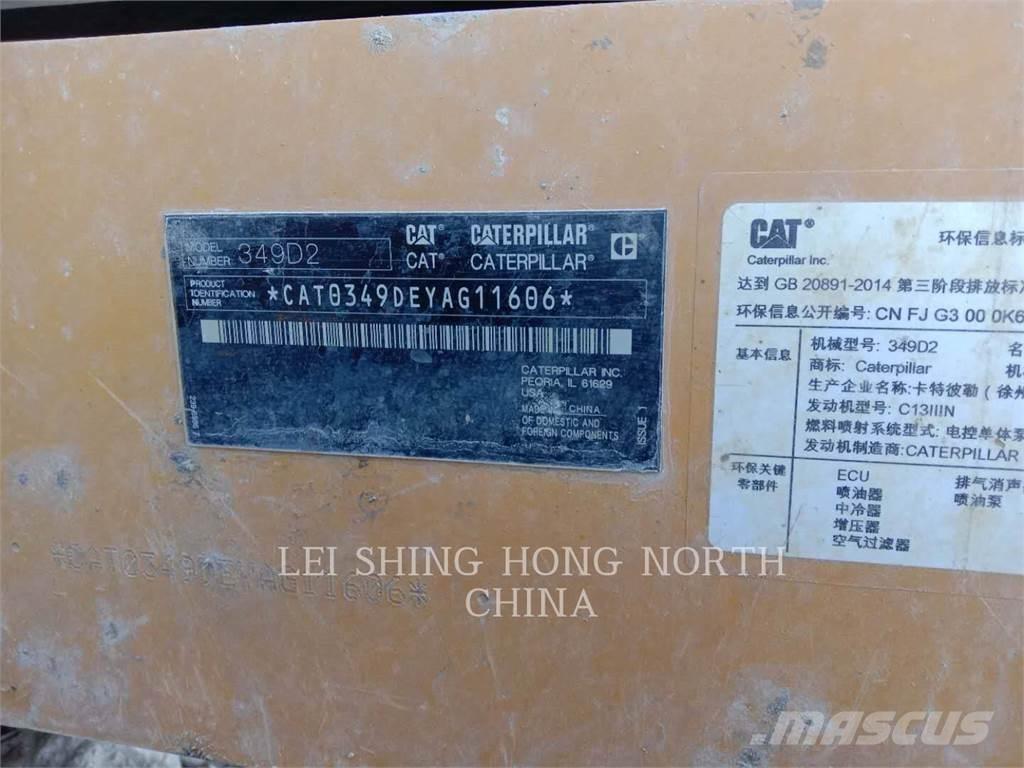 MODEL NUMBER 349D2
CAT® CATERPILLAR®
CAT® CATERPILLAR®
PRODUCT IDENTIFICATION NUMBER *CAT0349DEYAG11606*
CATERPILLAR INC.
PEORIA, IL 61629
USA
MADE IN CHINA
OF DOMESTIC AND
FOREIGN COMPONENTS
ISSUE 1
CAT®
Caterpillar Inc.
环保信息标
达到 GB 20891-2014 第三阶段排放标准
环保信息公开编号: CN FJ G3 00 0K6
基本信息
机械型号: 349D2 名
商标: Caterpillar 机
生产企业名称:卡特彼勒（徐州
发动机型号: C13IIIN
燃料喷射系统型式: 电控单体泵
发动机制造商: CATERPILLAR
环保关键
零部件
ECU 排气消声
喷油器 喷油泵
中冷器
增压器
空气过滤器
*CAT0349DEYAG11606*
LEI SHING HONG NORTH
CHINA
MASCUS